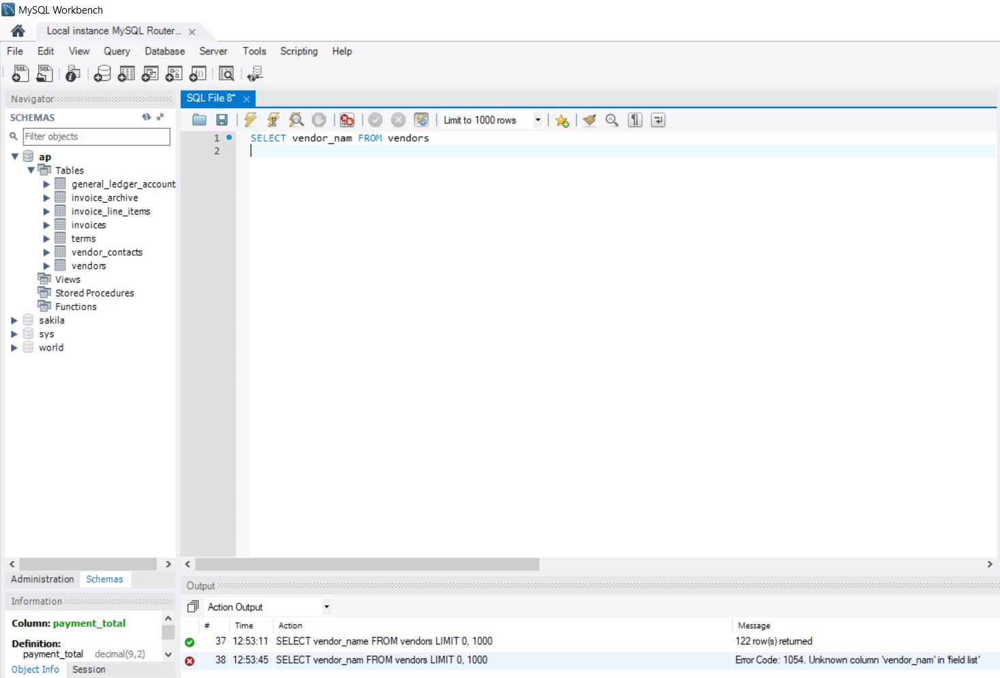 MySQL Workbench
Local instance MySQL Router...
File Edit View Query Database Server Tools Scripting Help
Navigator
SCHEMAS
Filter objects
ap
Tables
general_ledger_account
invoice_archive
invoice_line_items
invoices
terms
vendor_contacts
vendors
Views
Stored Procedures
Functions
sakila
sys
world
Administration Schemas
Information
Column: payment_total
Definition:
payment_total decimal(9,2)
Object Info Session
SQL File 8*
Limit to 1000 rows
1 SELECT vendor_nam FROM vendors
2
Output
Action Output
# Time Action Message
37 12:53:11 SELECT vendor_name FROM vendors LIMIT 0, 1000 122 row(s) returned
38 12:53:45 SELECT vendor_nam FROM vendors LIMIT 0, 1000 Error Code: 1054. Unknown column 'vendor_nam' in 'field list'